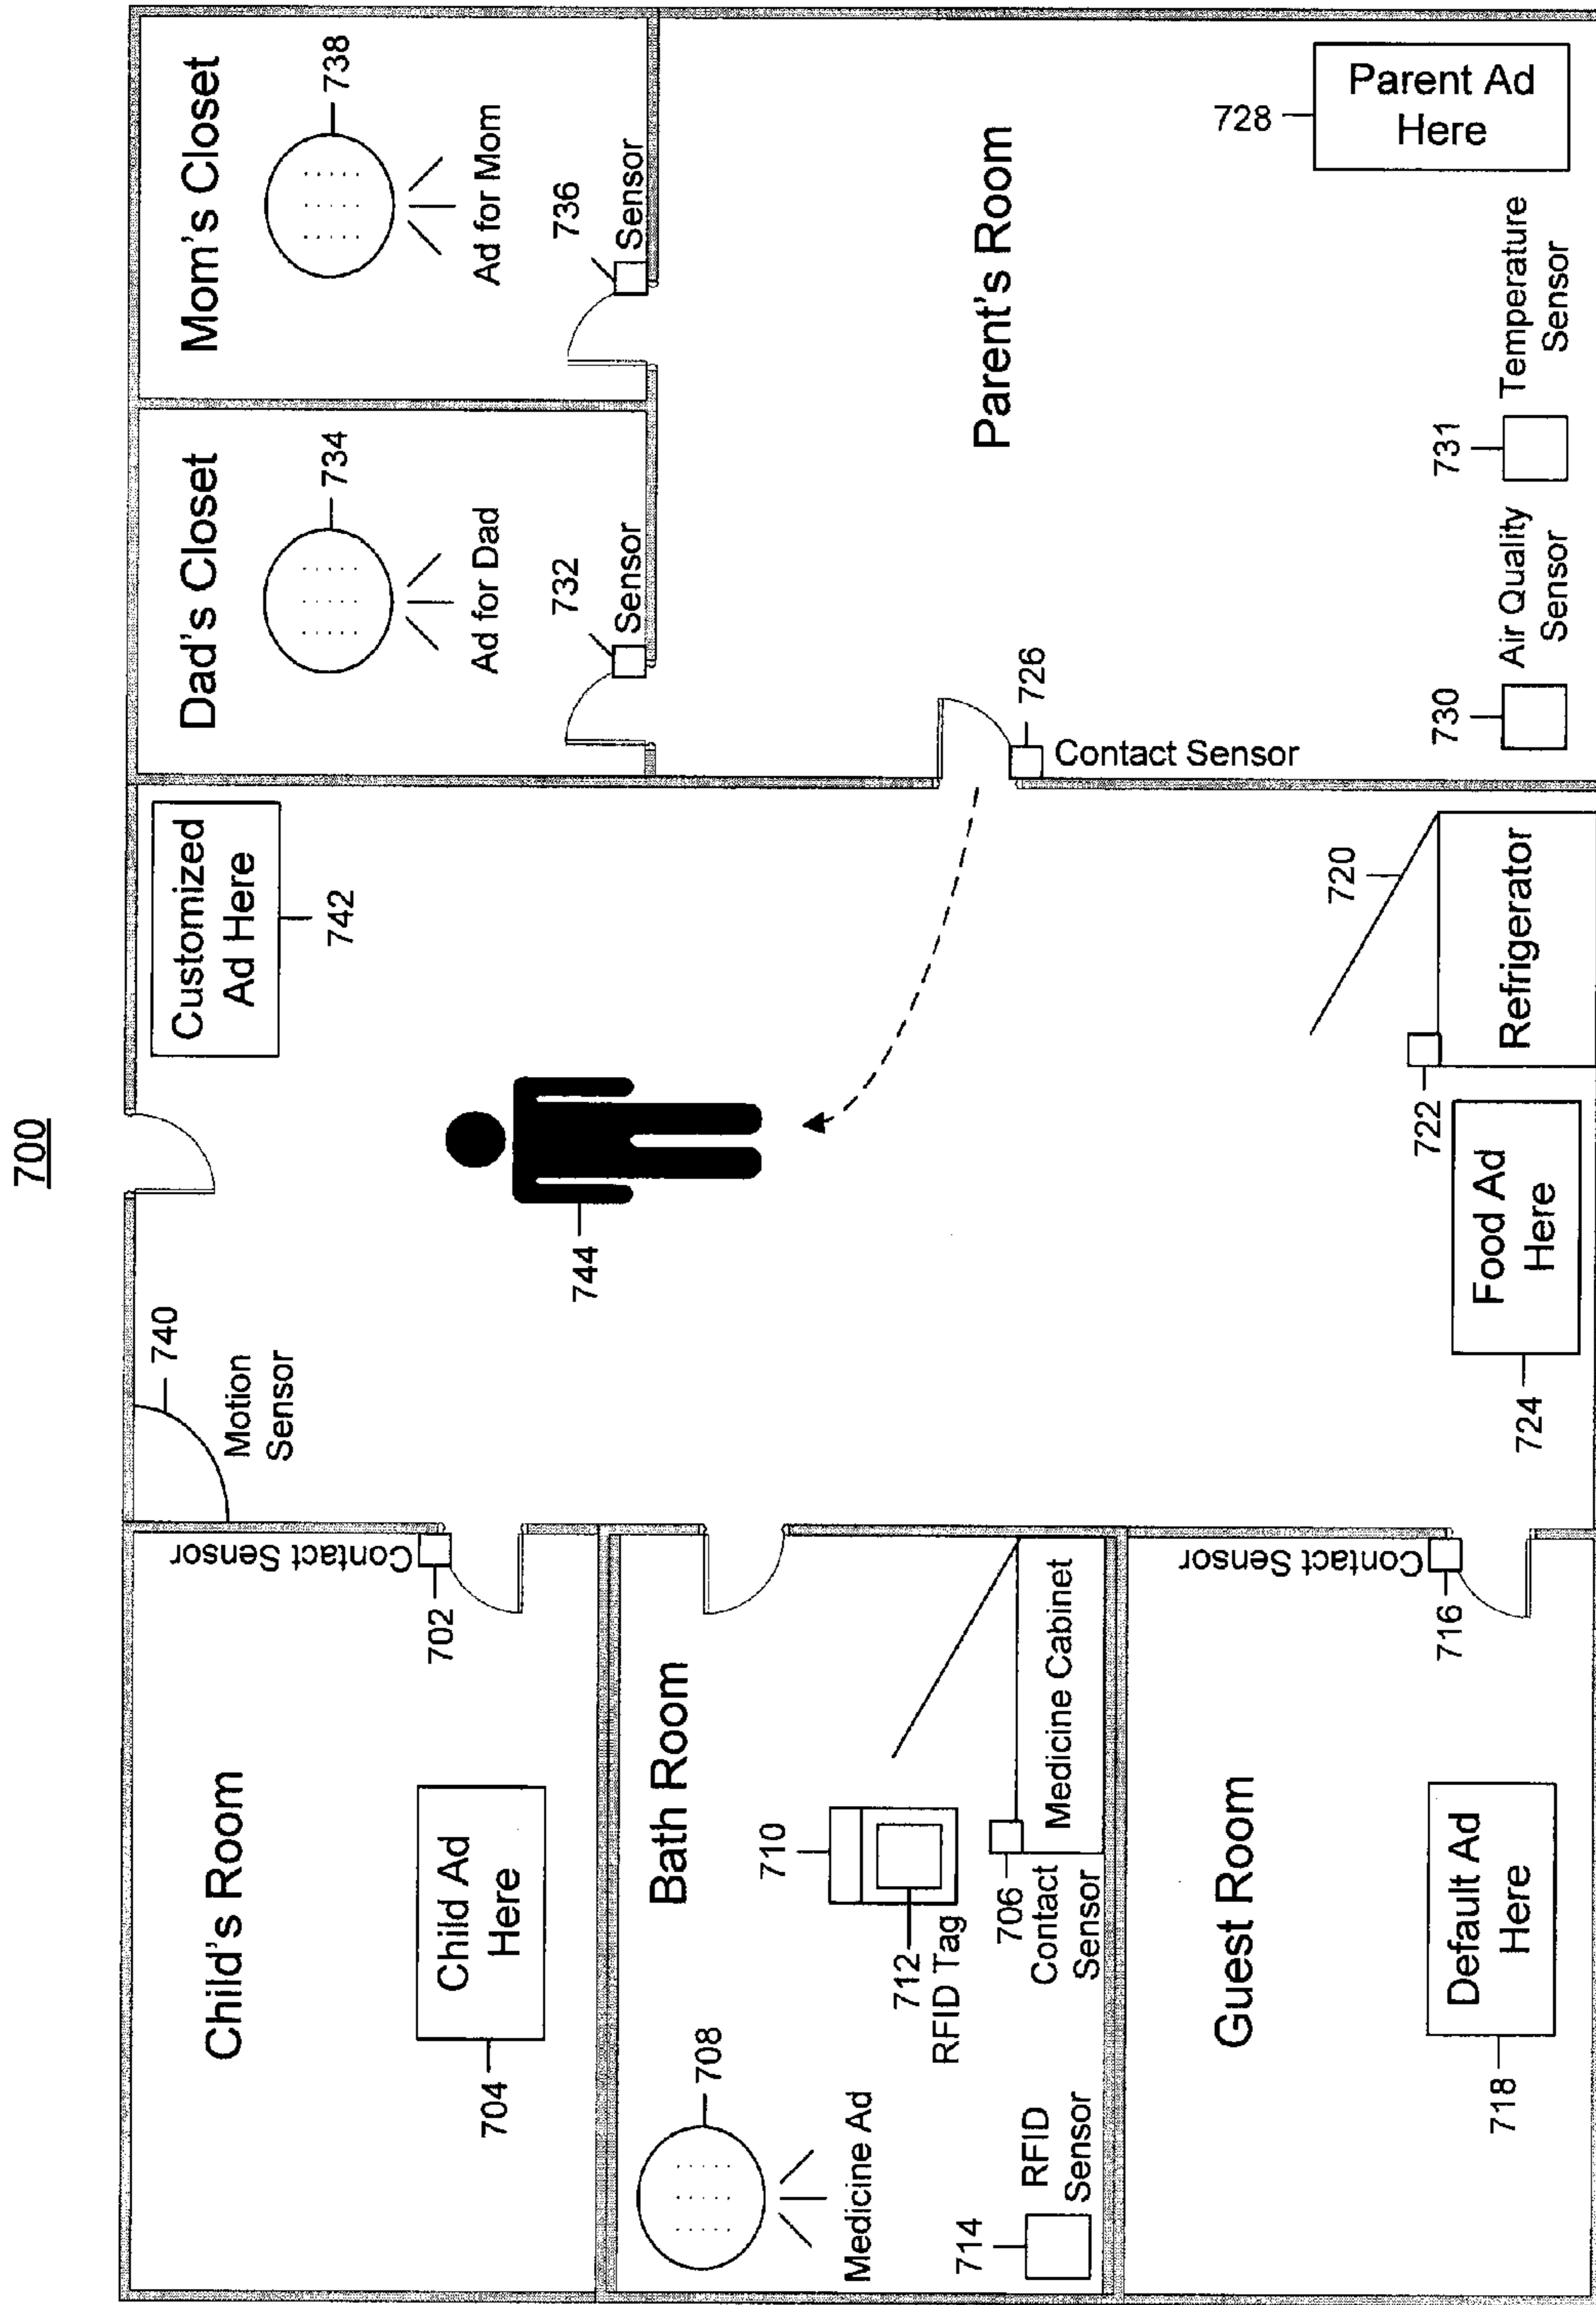 700
Child's Room
Child Ad
Here
704
Contact Sensor
702
Bath Room
708
Medicine Ad
714
RFID
Sensor
710
712
RFID Tag
706
Contact
Sensor
Medicine Cabinet
Guest Room
Default Ad
Here
718
Contact Sensor
716
740
Motion
Sensor
744
Customized
Ad Here
742
Food Ad
Here
724
722
720
Refrigerator
Dad's Closet
734
Ad for Dad
732
Sensor
Mom's Closet
738
Ad for Mom
736
Sensor
Parent's Room
726
Contact Sensor
730
Air Quality
Sensor
731
Temperature
Sensor
728
Parent Ad
Here